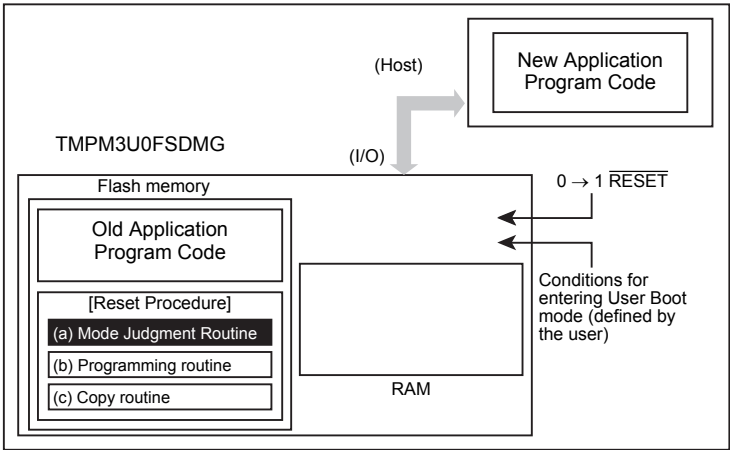 (Host)
New Application
Program Code
TMPM3U0FSDMG
(I/O)
Flash memory
0 → 1 RESET
Old Application
Program Code
[Reset Procedure]
(a) Mode Judgment Routine
(b) Programming routine
(c) Copy routine
RAM
Conditions for
entering User Boot
mode (defined by
the user)